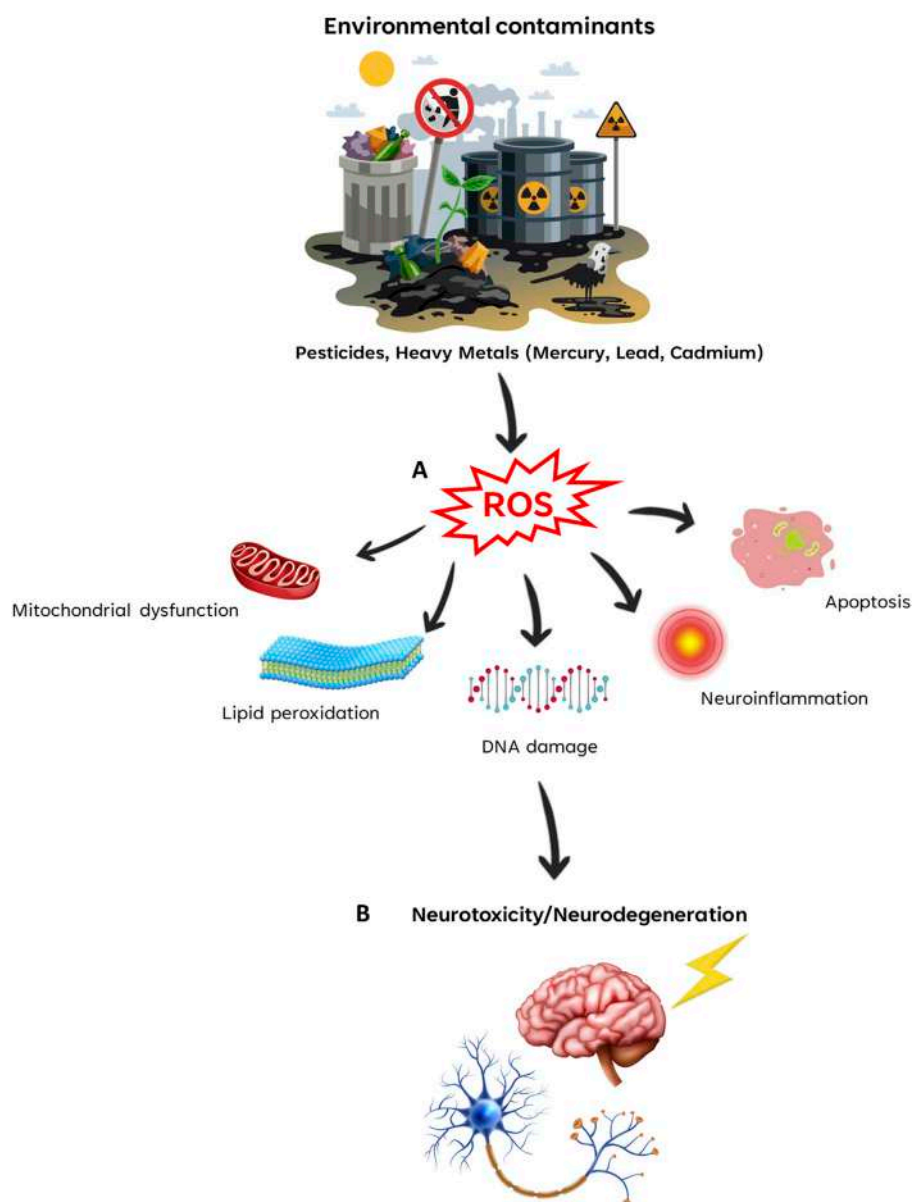 Environmental contaminants
Pesticides, Heavy Metals (Mercury, Lead, Cadmium)
A
ROS
Mitochondrial dysfunction
Apoptosis
Lipid peroxidation
Neuroinflammation
DNA damage
B Neurotoxicity/Neurodegeneration